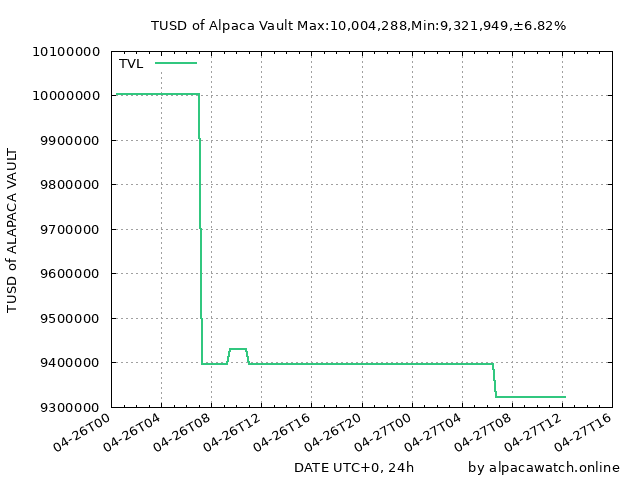 TUSD of Alpaca Vault Max:10,004,288,Min:9,321,949,±6.82%
TVL
10100000
10000000
9900000
9800000
9700000
9600000
9500000
9400000
9300000
TUSD of ALAPACA VAULT
04-26T00
04-26T04
04-26T08
04-26T12
04-26T16
04-26T20
04-27T00
04-27T04
04-27T08
04-27T12
04-27T16
DATE UTC+0, 24h
by alpacawatch.online